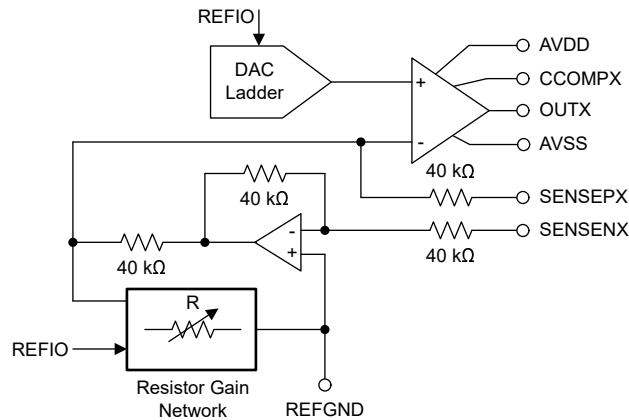 REFIO
DAC
Ladder
+
-
AVDD
CCOMPX
OUTX
AVSS
40 kΩ
SENSEPX
40 kΩ
-
+
SENSENX
40 kΩ
40 kΩ
R
REFIO
Resistor Gain
Network
REFGND